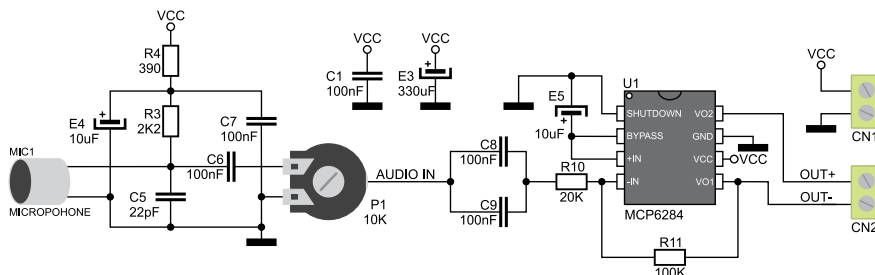 VCC
R4
390
E4
10uF
+
R3
2K2
C7
100nF
MIC1
MICROPOHONE
C6
100nF
C5
22pF
VCC
C1
100nF
VCC
E3
330uF
+
AUDIO IN
P1
10K
C8
100nF
C9
100nF
R10
20K
E5
10uF
+
U1
SHUTDOWN
BYPASS
+IN
-IN
VO2
GND
VCC
VO1
MCP6284
VCC
R11
100K
VCC
CN1
OUT+
OUT-
CN2